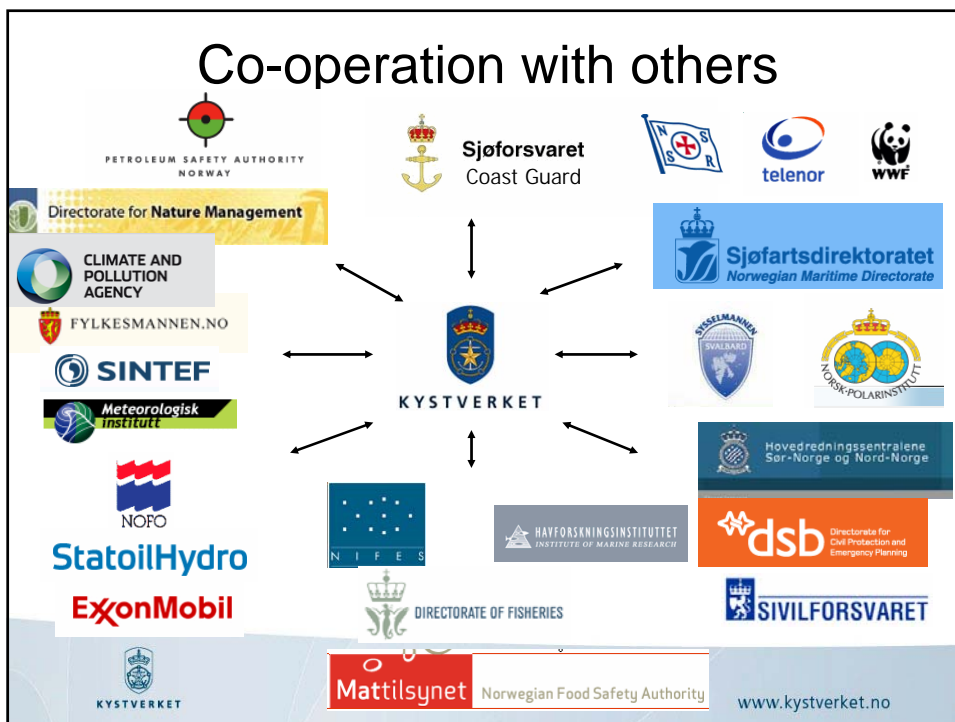 Co-operation with others
PETROLEUM SAFETY AUTHORITY
NORWAY
Sjøforsvaret
Coast Guard
N S
S R
telenor
WWF
Directorate for Nature Management
CLIMATE AND
POLLUTION
AGENCY
Sjøfartsdirektoratet
Norwegian Maritime Directorate
FYLKESMANNEN.NO
SINTEF
Meteorologisk
institutt
KYSTVERKET
SYSSELMANNEN
SVALBARD
NORSK-POLARINSTITUTT
Hovedredningssentralene
Sør-Norge og Nord-Norge
NOFO
StatoilHydro
ExxonMobil
NIFES
HAVFORSKNINGSINSTITUTTET
INSTITUTE OF MARINE RESEARCH
dsb
Directorate for
Civil Protection and
Emergency Planning
DIRECTORATE OF FISHERIES
SIVILFORSVARET
KYSTVERKET
Mattilsynet
Norwegian Food Safety Authority
www.kystverket.no